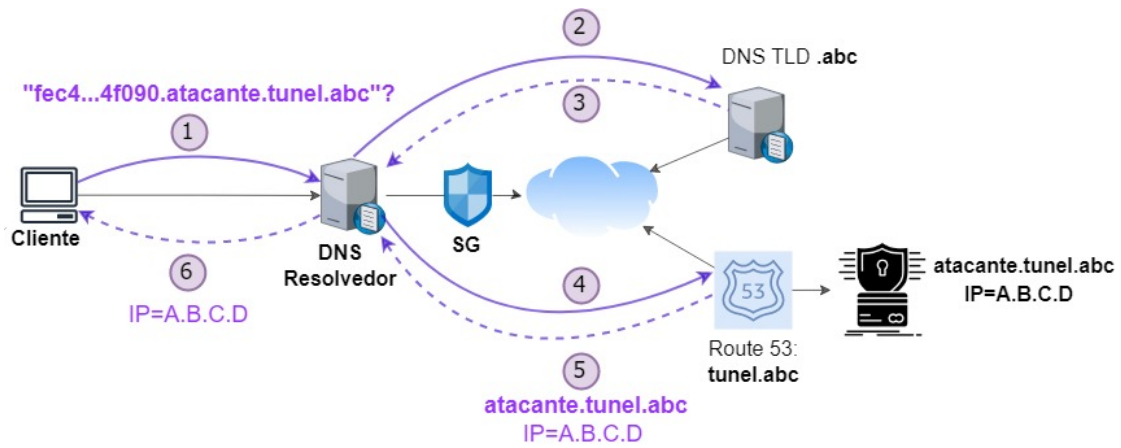 2
DNS TLD .abc
"fec4...4f090.atacante.tunel.abc"?
3
1
Cliente
DNS
Resolvedor
SG
6
IP=A.B.C.D
4
53
atacante.tunel.abc
IP=A.B.C.D
Route 53:
tunel.abc
5
atacante.tunel.abc
IP=A.B.C.D